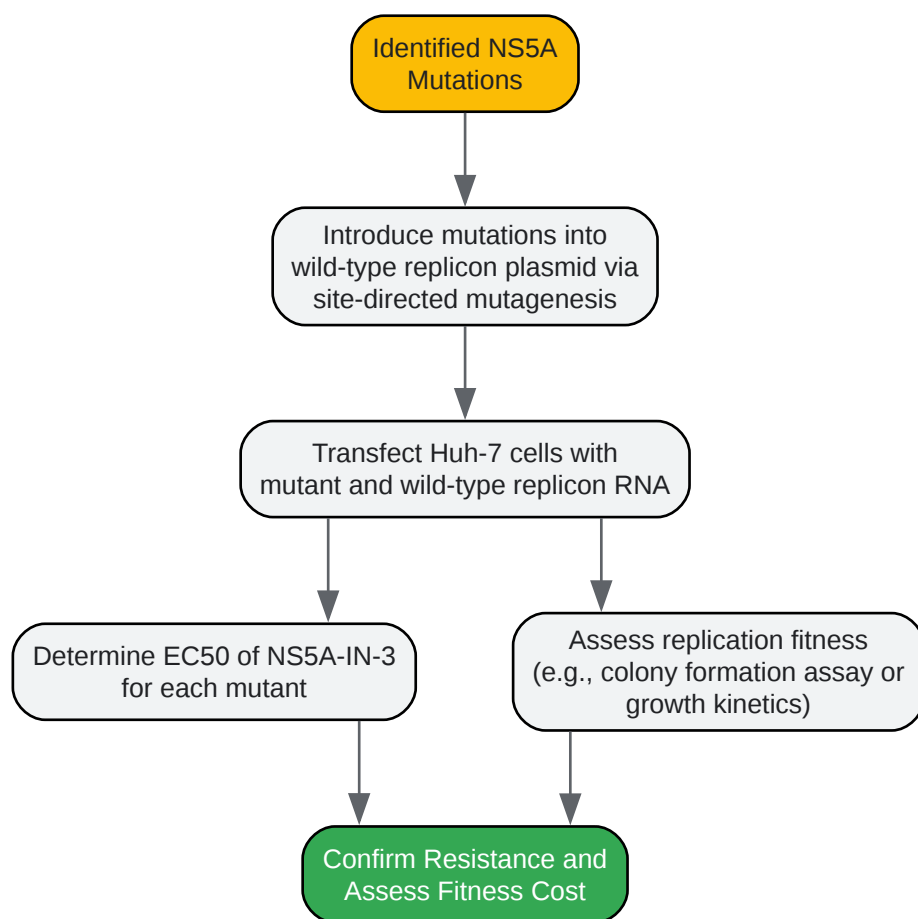 Identified NS5A
Mutations
Introduce mutations into
wild-type replicon plasmid via
site-directed mutagenesis
Transfect Huh-7 cells with
mutant and wild-type replicon RNA
Determine EC50 of NS5A-IN-3
for each mutant
Assess replication fitness
(e.g., colony formation assay or
growth kinetics)
Confirm Resistance and
Assess Fitness Cost